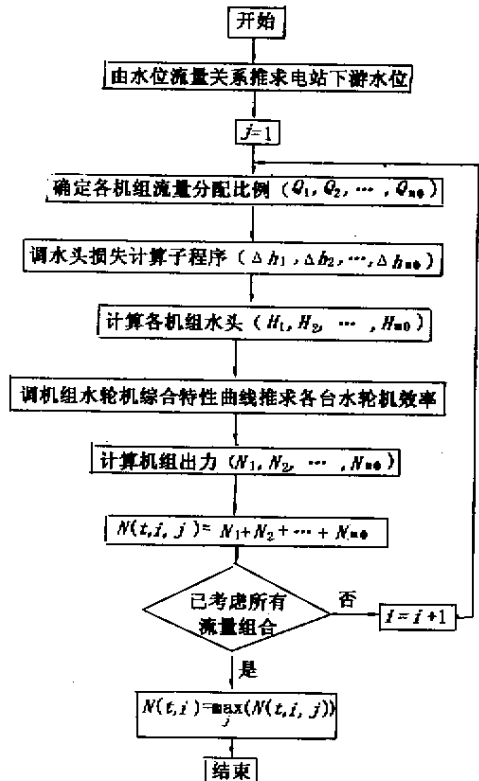 开始
由水位流量关系推求电站下游水位
j=1
确定各机组流量分配比例（Q₁, Q₂, …, Qₘ₀）
调水头损失计算子程序（Δh₁, Δh₂, …, Δhₘ₀）
计算各机组水头（H₁, H₂, …, Hₘ₀）
调机组水轮机综合特性曲线推求各台水轮机效率
计算机组出力（N₁, N₂, …, Nₘ₀）
N(t,i,j)= N₁+N₂+…+Nₘ₀
已考虑所有
流量组合
否
i=i+1
是
N(t,i)=max(N(t,i,j))
j
结束